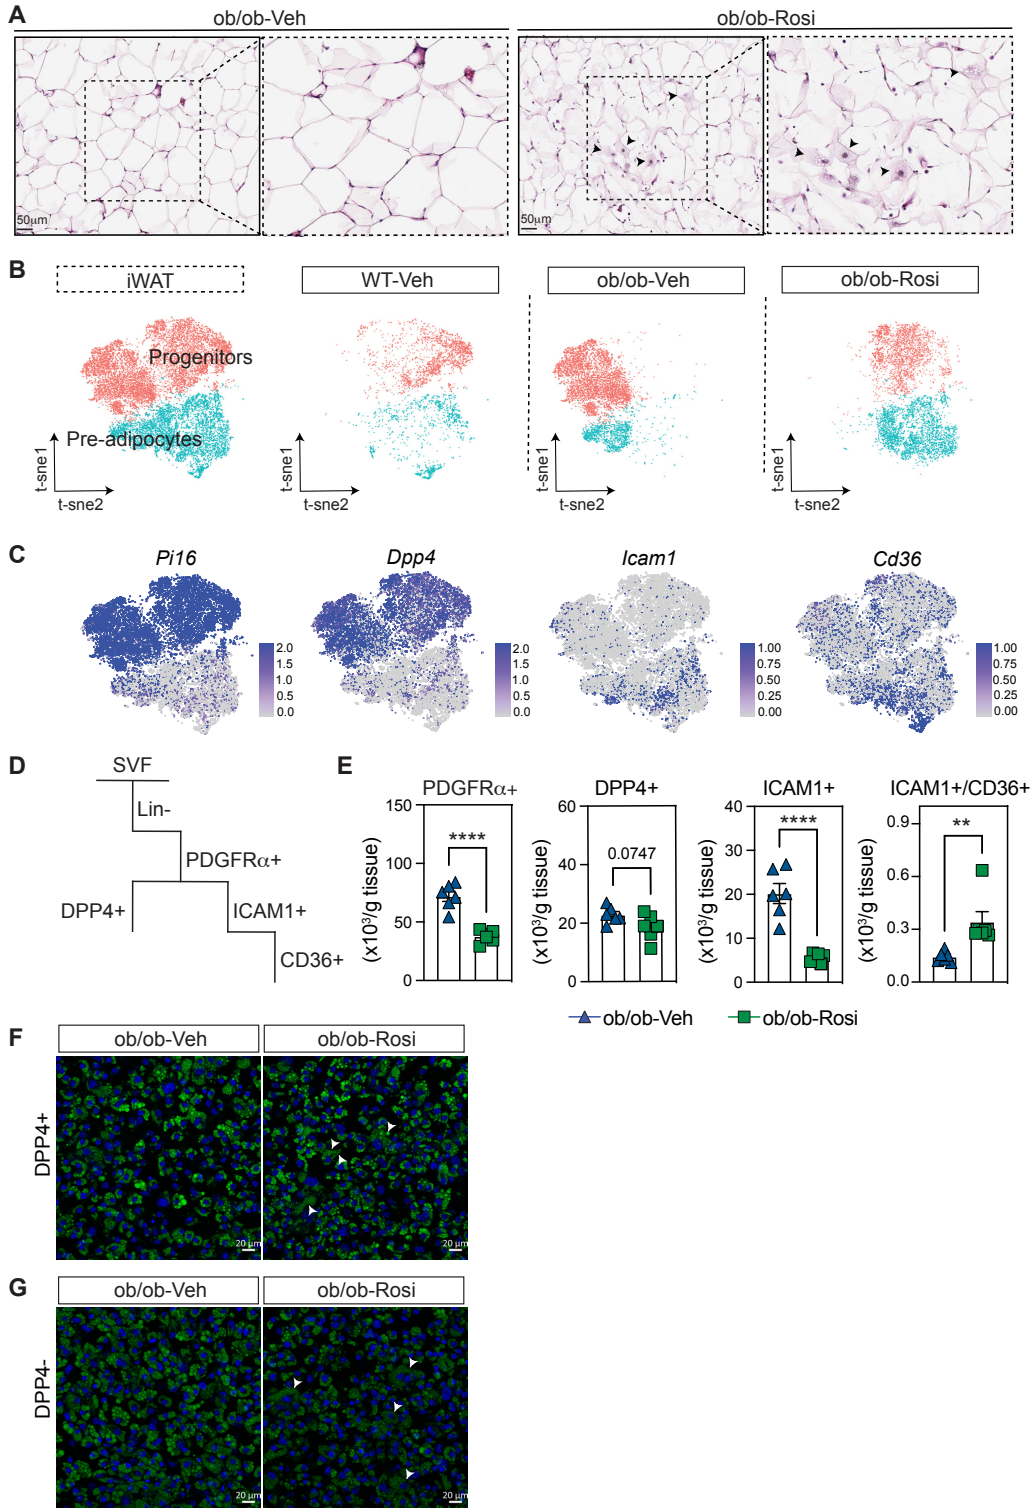 A
ob/ob-Veh
ob/ob-Rosi
50µm
50µm
B
iWAT
WT-Veh
ob/ob-Veh
ob/ob-Rosi
Progenitors
Pre-adipocytes
t-sne1
t-sne2
t-sne1
t-sne2
t-sne1
t-sne2
t-sne1
t-sne2
C
Pi16
Dpp4
Icam1
Cd36
2.0
1.5
1.0
0.5
0.0
2.0
1.5
1.0
0.5
0.0
1.00
0.75
0.50
0.25
0.00
1.00
0.75
0.50
0.25
0.00
D
SVF
Lin-
PDGFRα+
DPP4+
ICAM1+
CD36+
E
PDGFRα+
(x10³/g tissue)
150
100
50
0
****
DPP4+
(x10³/g tissue)
60
40
20
0
0.0747
ICAM1+
(x10³/g tissue)
40
30
20
10
0
****
ICAM1+/CD36+
(x10³/g tissue)
0.9
0.6
0.3
0.0
**
ob/ob-Veh
ob/ob-Rosi
F
ob/ob-Veh
ob/ob-Rosi
DPP4+
20 µm
20 µm
G
ob/ob-Veh
ob/ob-Rosi
DPP4-
20 µm
20 µm